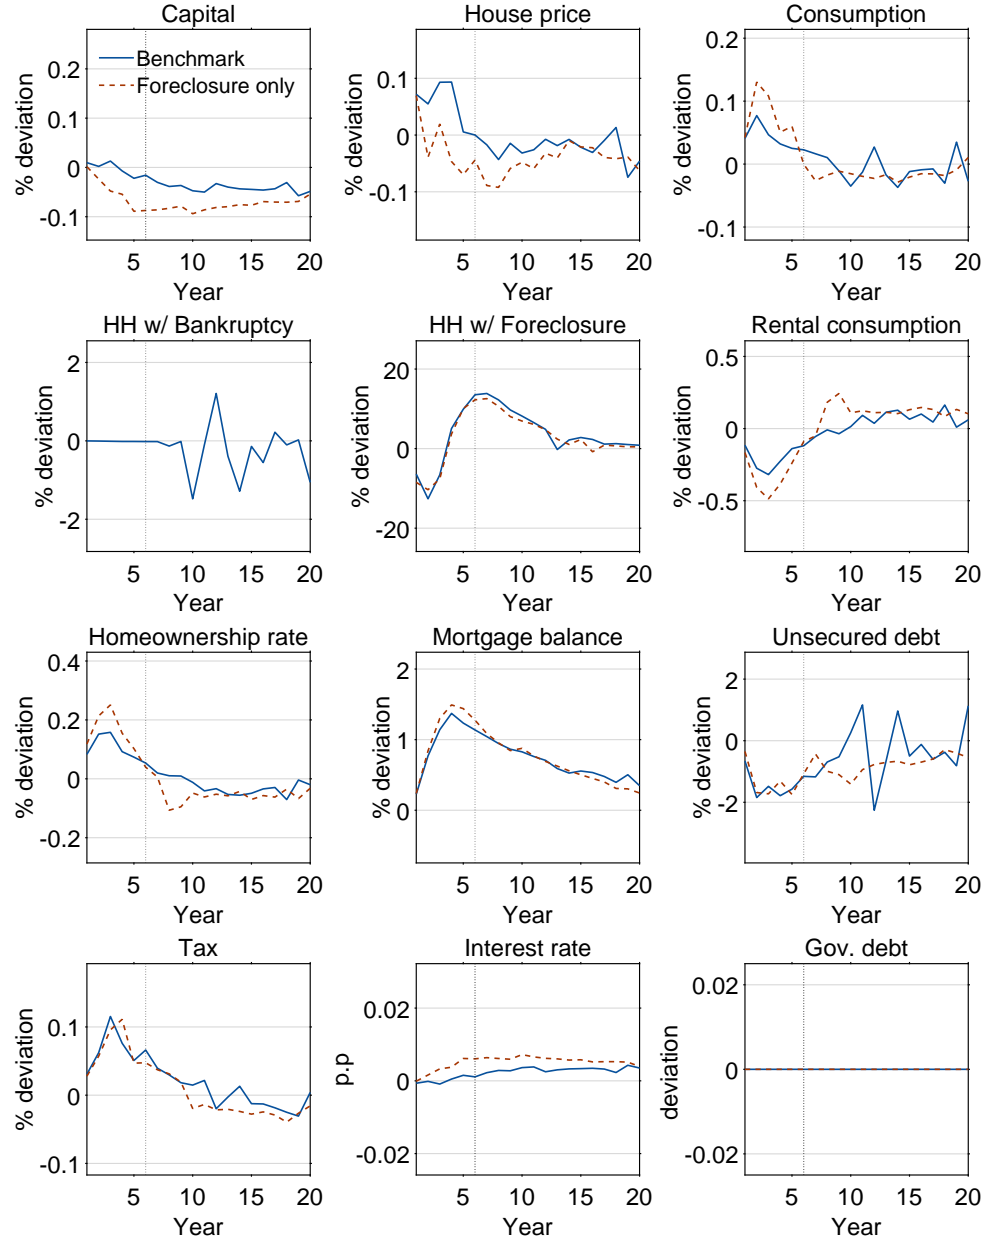 Capital
House price
Consumption
% deviation
0.2
0.1
0
-0.1
Benchmark
Foreclosure only
5
10
15
20
Year
% deviation
0.1
0
-0.1
5
10
15
20
Year
% deviation
0.2
0.1
0
-0.1
5
10
15
20
Year
HH w/ Bankruptcy
HH w/ Foreclosure
Rental consumption
% deviation
2
0
-2
5
10
15
20
Year
% deviation
20
0
-20
5
10
15
20
Year
% deviation
0.5
0
-0.5
5
10
15
20
Year
Homeownership rate
Mortgage balance
Unsecured debt
% deviation
0.4
0.2
0
-0.2
5
10
15
20
Year
% deviation
2
1
0
5
10
15
20
Year
% deviation
2
0
-2
5
10
15
20
Year
Tax
Interest rate
Gov. debt
% deviation
0.1
0
-0.1
5
10
15
20
Year
p.p
0.02
0
-0.02
5
10
15
20
Year
deviation
0.02
0
-0.02
5
10
15
20
Year